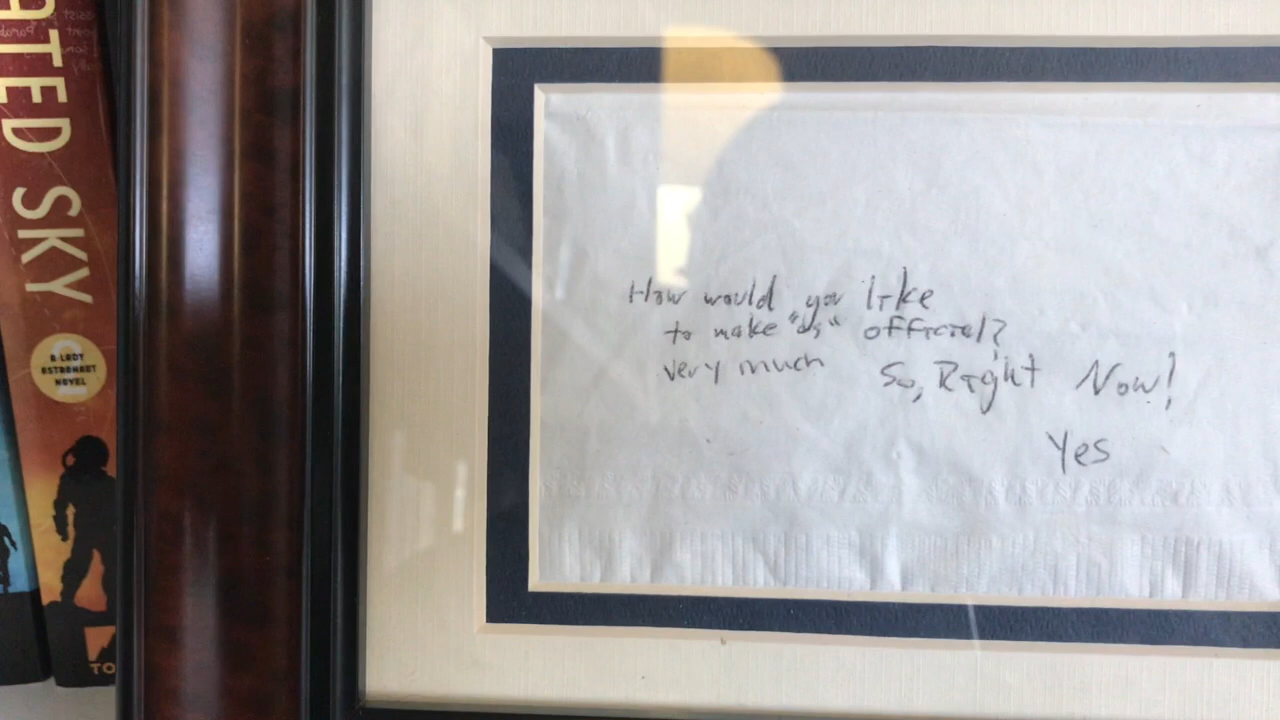 ATED SKY
A LADY
ASTRONAUT
NOVEL
TO
How would you like
to make "us" official?
very much So, Right Now!
Yes